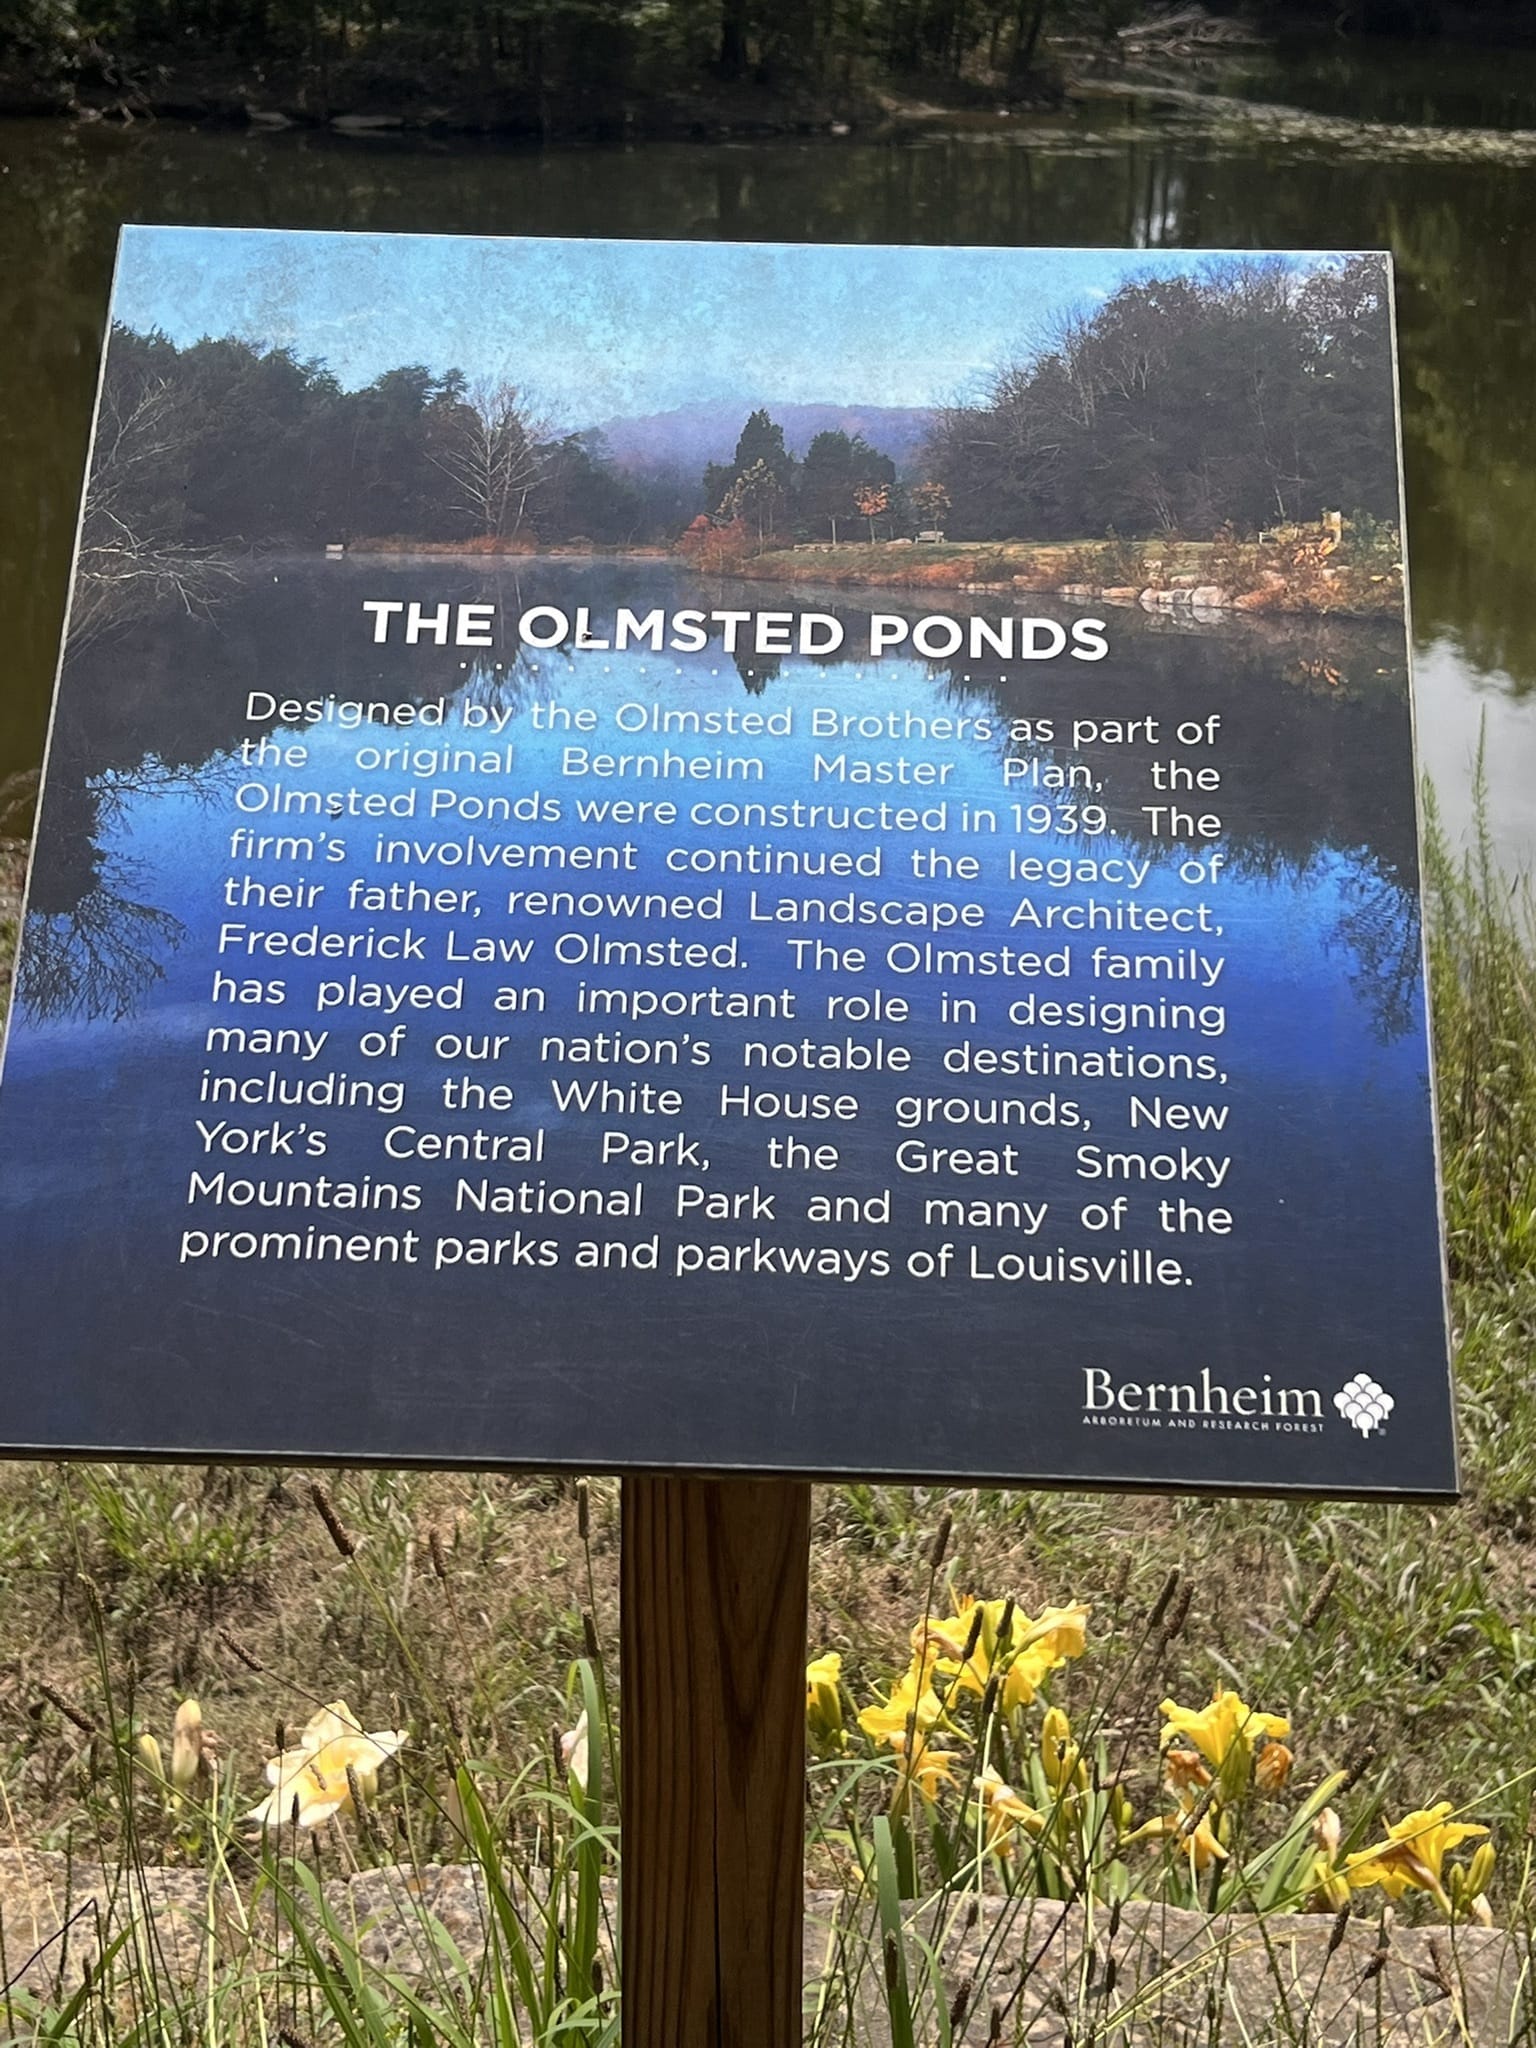 THE OLMSTED PONDS
Designed by the Olmsted Brothers as part of
the original Bernheim Master Plan, the
Olmsted Ponds were constructed in 1939. The
firm's involvement continued the legacy of
their father, renowned Landscape Architect,
Frederick Law Olmsted. The Olmsted family
has played an important role in designing
many of our nation's notable destinations,
including the White House grounds, New
York's Central Park, the Great Smoky
Mountains National Park and many of the
prominent parks and parkways of Louisville.
Bernheim
ARBORETUM AND RESEARCH FOREST